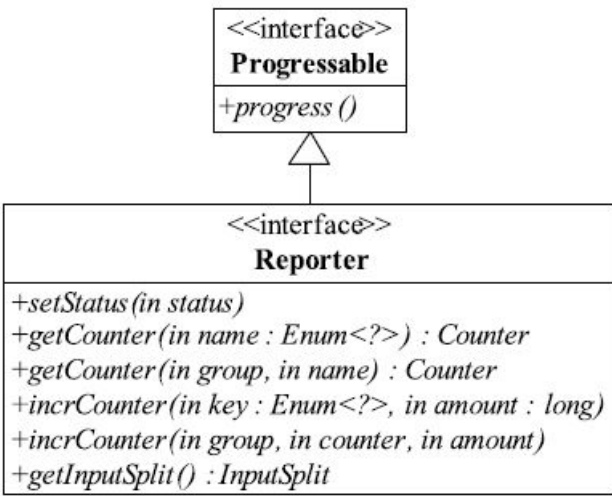 <<interface>>
Progressable
+progress ()
<<interface>>
Reporter
+setStatus(in status)
+getCounter(in name : Enum<?>) : Counter
+getCounter(in group, in name) : Counter
+incrCounter(in key : Enum<?>, in amount : long)
+incrCounter(in group, in counter, in amount)
+getInputSplit() : InputSplit